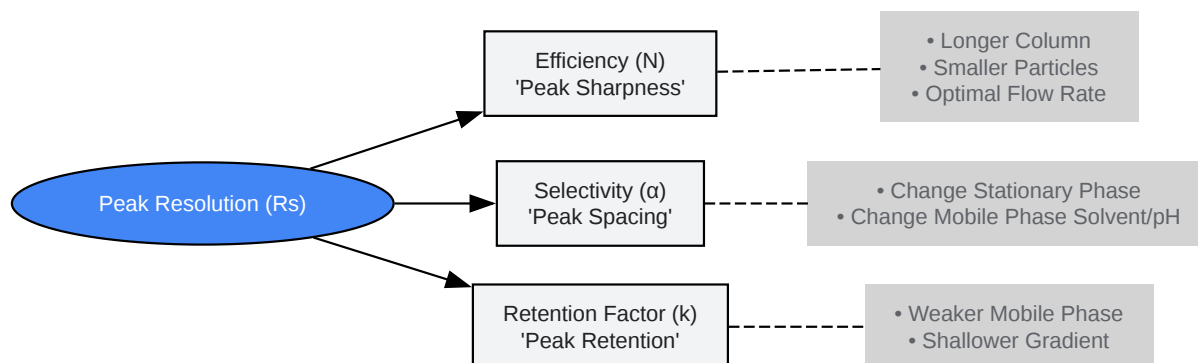 Peak Resolution (Rs)
Efficiency (N)
'Peak Sharpness'
• Longer Column
• Smaller Particles
• Optimal Flow Rate
Selectivity (α)
'Peak Spacing'
• Change Stationary Phase
• Change Mobile Phase Solvent/pH
Retention Factor (k)
'Peak Retention'
• Weaker Mobile Phase
• Shallower Gradient